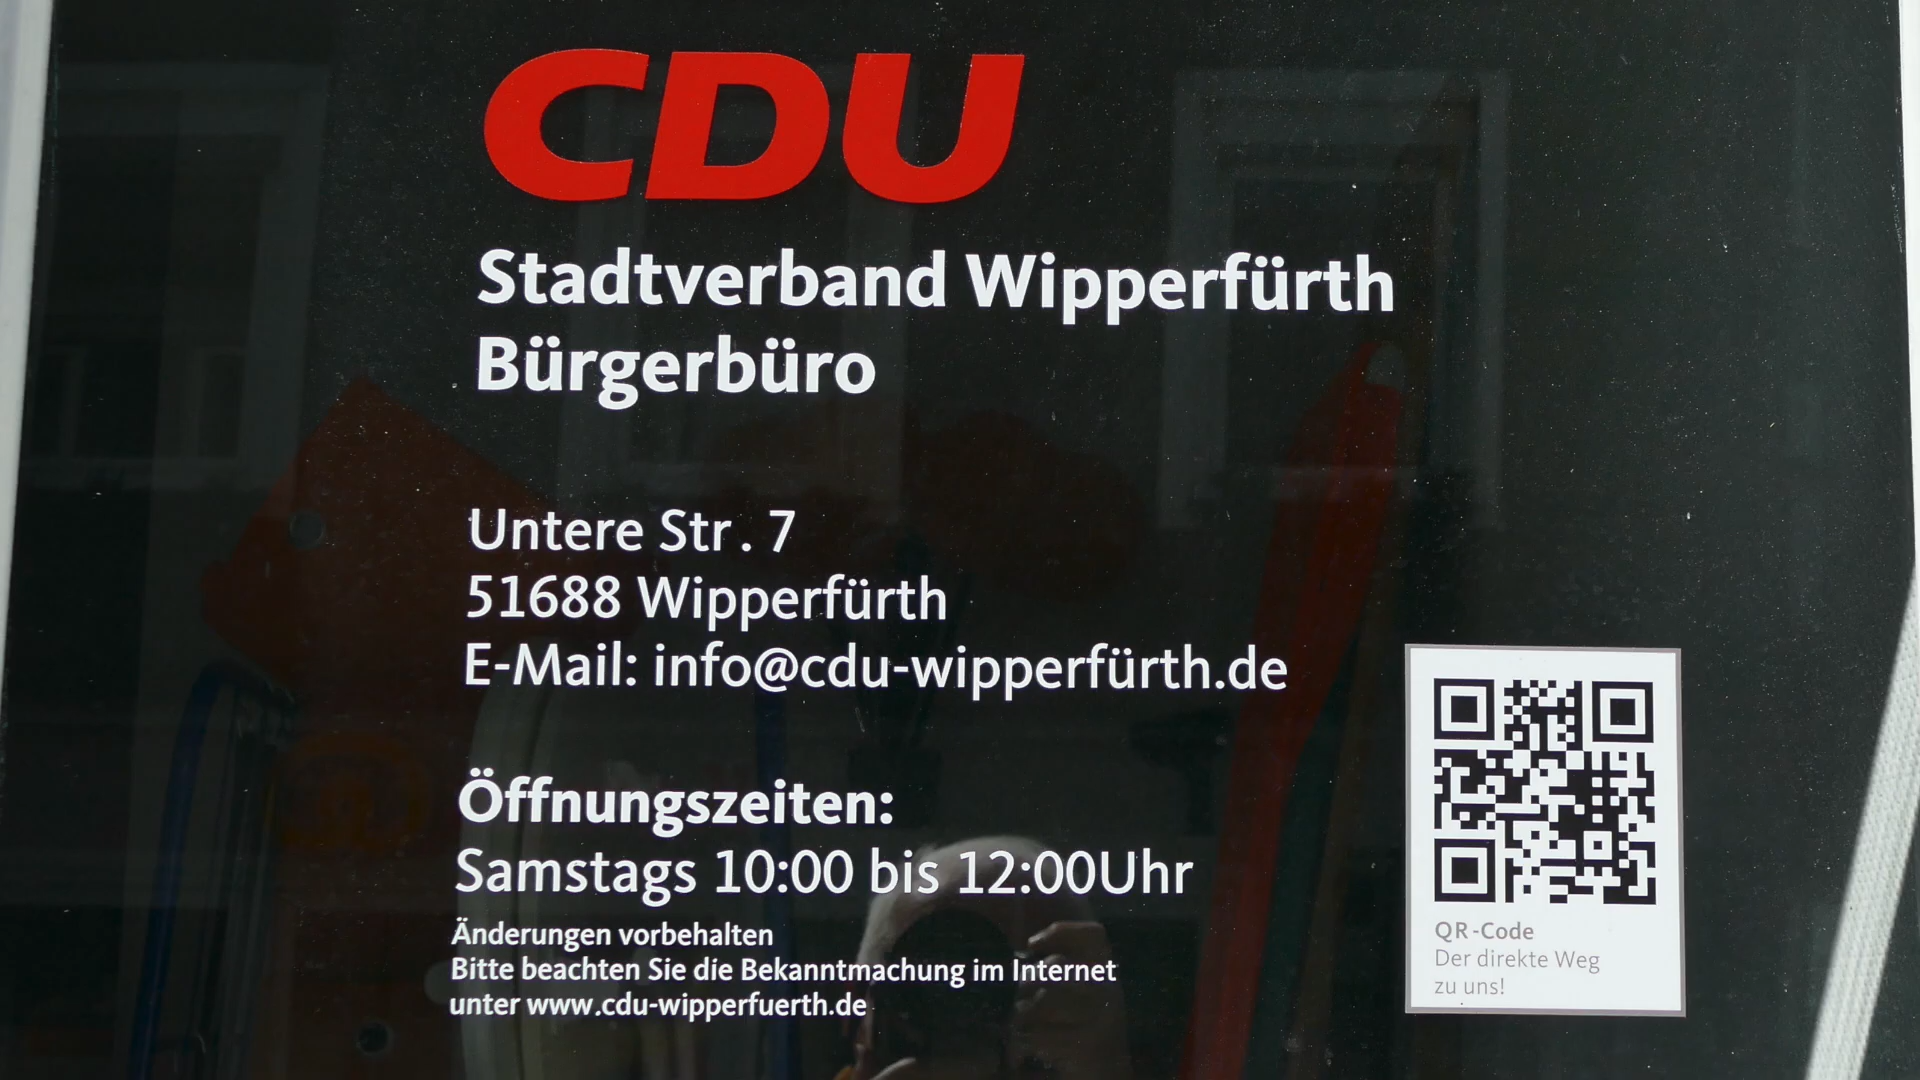 CDU
Stadtverband Wipperfürth
Bürgerbüro
Untere Str. 7
51688 Wipperfürth
E-Mail: info@cdu-wipperfürth.de
Öffnungszeiten:
Samstags 10:00 bis 12:00Uhr
Änderungen vorbehalten
Bitte beachten Sie die Bekanntmachung im Internet
unter www.cdu-wipperfuerth.de
QR-Code
Der direkte Weg
zu uns!